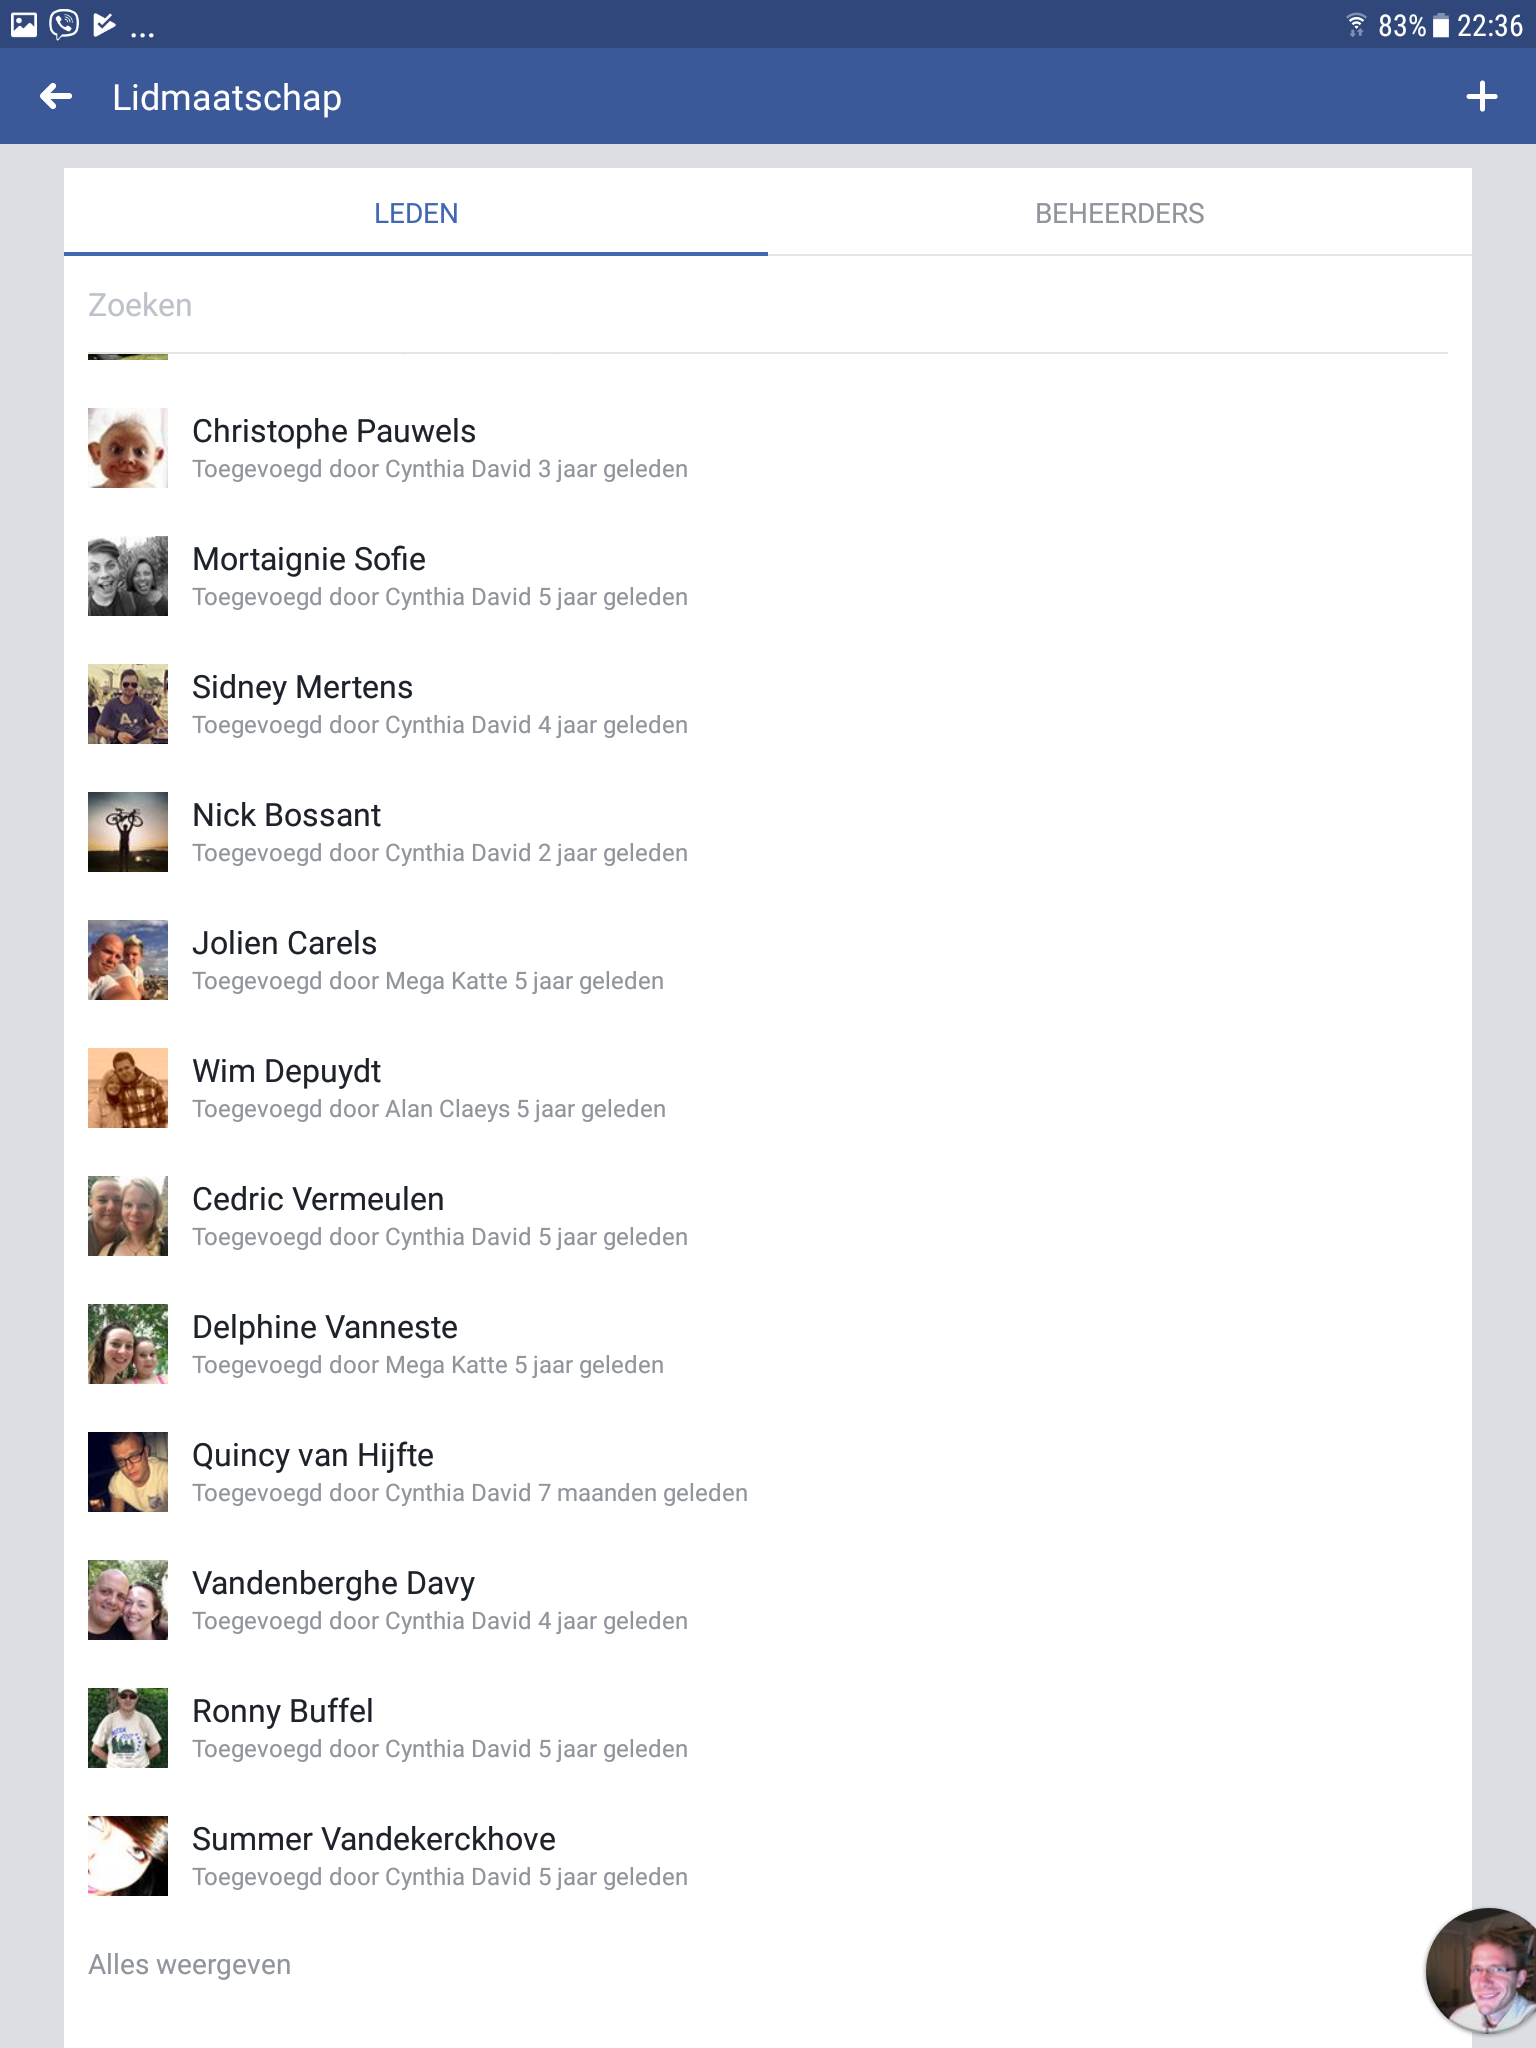 ... 83% 22:36
Lidmaatschap
LEDEN BEHEERDERS
Zoeken
Christophe Pauwels
Toegevoegd door Cynthia David 3 jaar geleden
Mortaignie Sofie
Toegevoegd door Cynthia David 5 jaar geleden
Sidney Mertens
Toegevoegd door Cynthia David 4 jaar geleden
Nick Bossant
Toegevoegd door Cynthia David 2 jaar geleden
Jolien Carels
Toegevoegd door Mega Katte 5 jaar geleden
Wim Depuydt
Toegevoegd door Alan Claeys 5 jaar geleden
Cedric Vermeulen
Toegevoegd door Cynthia David 5 jaar geleden
Delphine Vanneste
Toegevoegd door Mega Katte 5 jaar geleden
Quincy van Hijfte
Toegevoegd door Cynthia David 7 maanden geleden
Vandenberghe Davy
Toegevoegd door Cynthia David 4 jaar geleden
Ronny Buffel
Toegevoegd door Cynthia David 5 jaar geleden
Summer Vandekerckhove
Toegevoegd door Cynthia David 5 jaar geleden
Alles weergeven